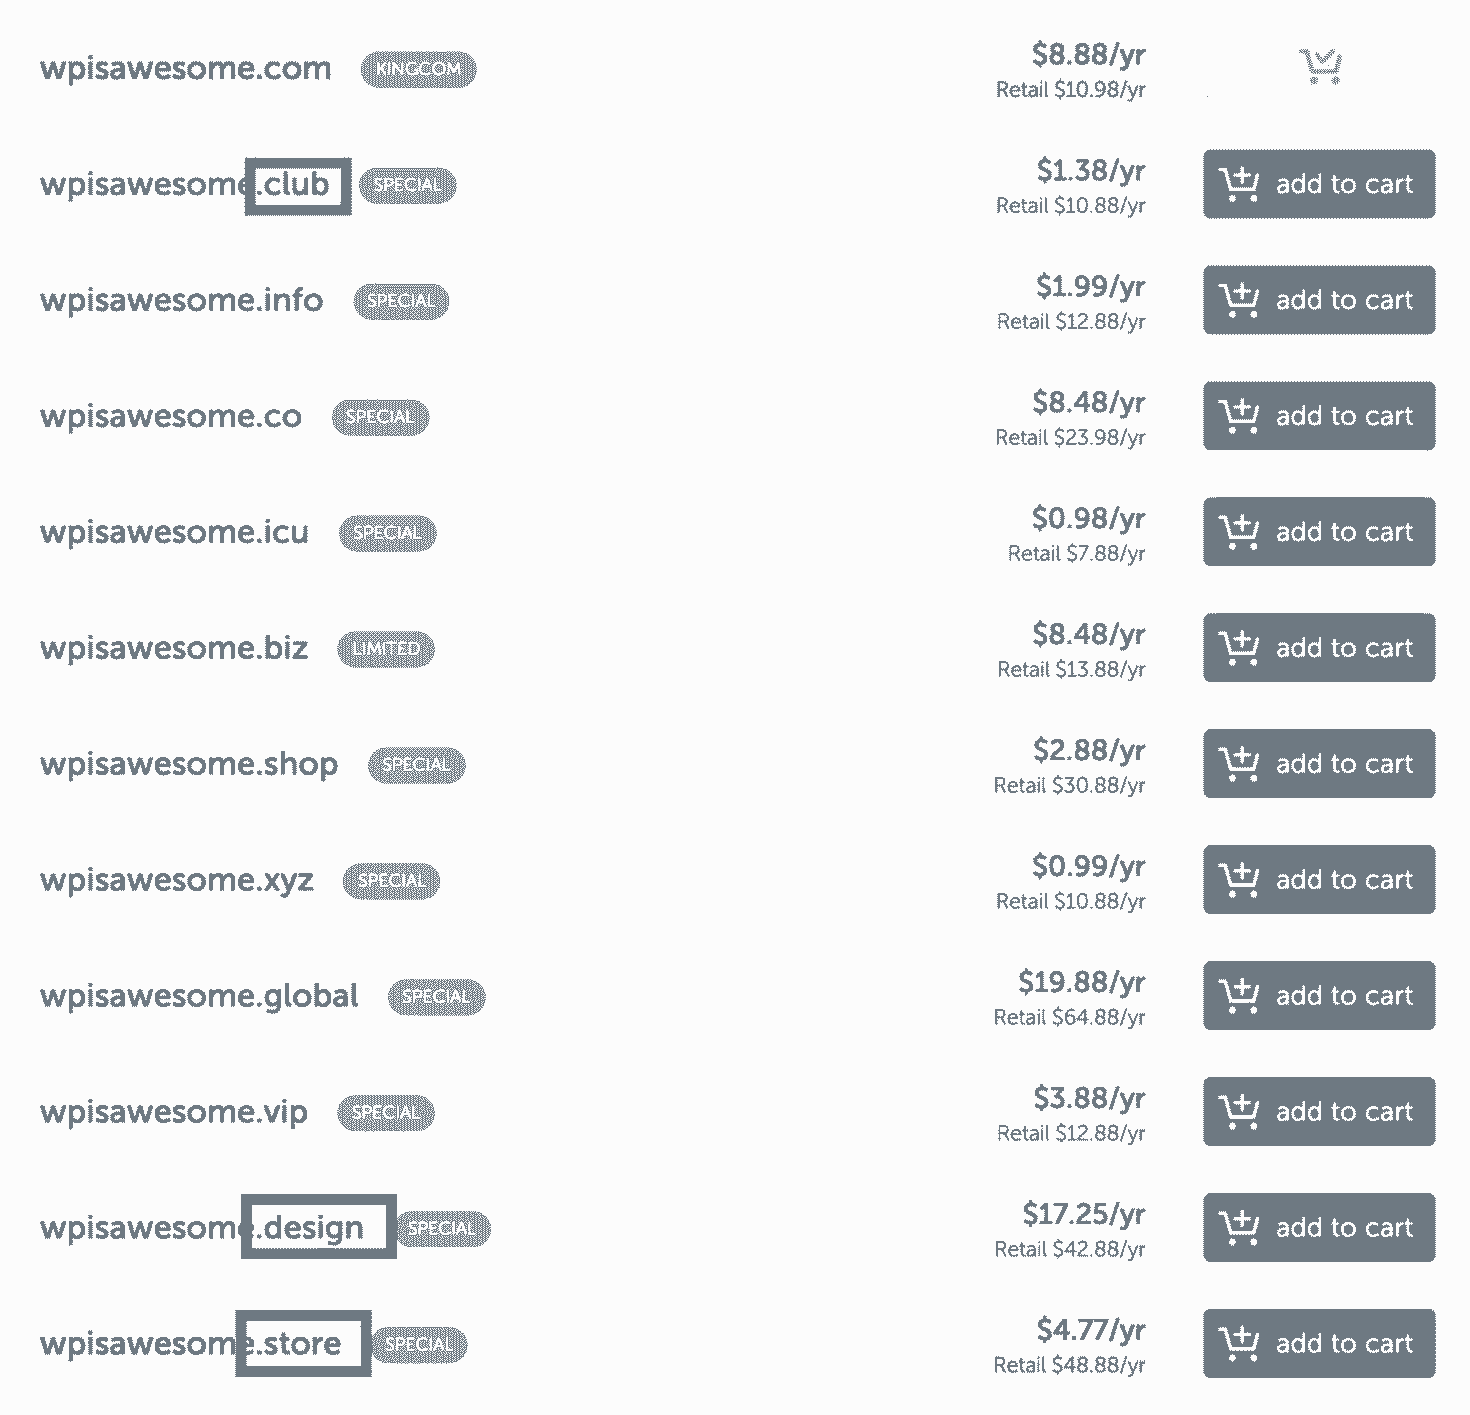 wpisawesome.com KINGCOM $8.88/yr
Retail $10.98/yr
wpisawesome.club SPECIAL $1.38/yr add to cart
Retail $10.88/yr
wpisawesome.info SPECIAL $1.99/yr add to cart
Retail $12.88/yr
wpisawesome.co SPECIAL $8.48/yr add to cart
Retail $23.98/yr
wpisawesome.icu SPECIAL $0.98/yr add to cart
Retail $7.88/yr
wpisawesome.biz LIMITED $8.48/yr add to cart
Retail $13.88/yr
wpisawesome.shop SPECIAL $2.88/yr add to cart
Retail $30.88/yr
wpisawesome.xyz SPECIAL $0.99/yr add to cart
Retail $10.88/yr
wpisawesome.global SPECIAL $19.88/yr add to cart
Retail $64.88/yr
wpisawesome.vip SPECIAL $3.88/yr add to cart
Retail $12.88/yr
wpisawesome.design SPECIAL $17.25/yr add to cart
Retail $42.88/yr
wpisawesome.store SPECIAL $4.77/yr add to cart
Retail $48.88/yr